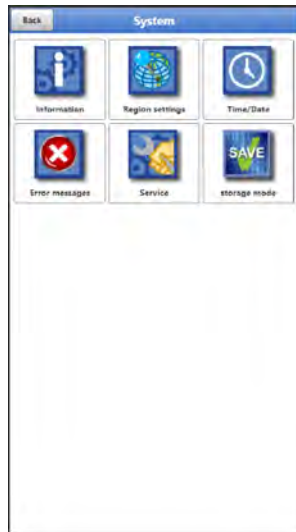 Back
System
Information
Region settings
Time/Date
Error messages
Service
SAVE
storage mode